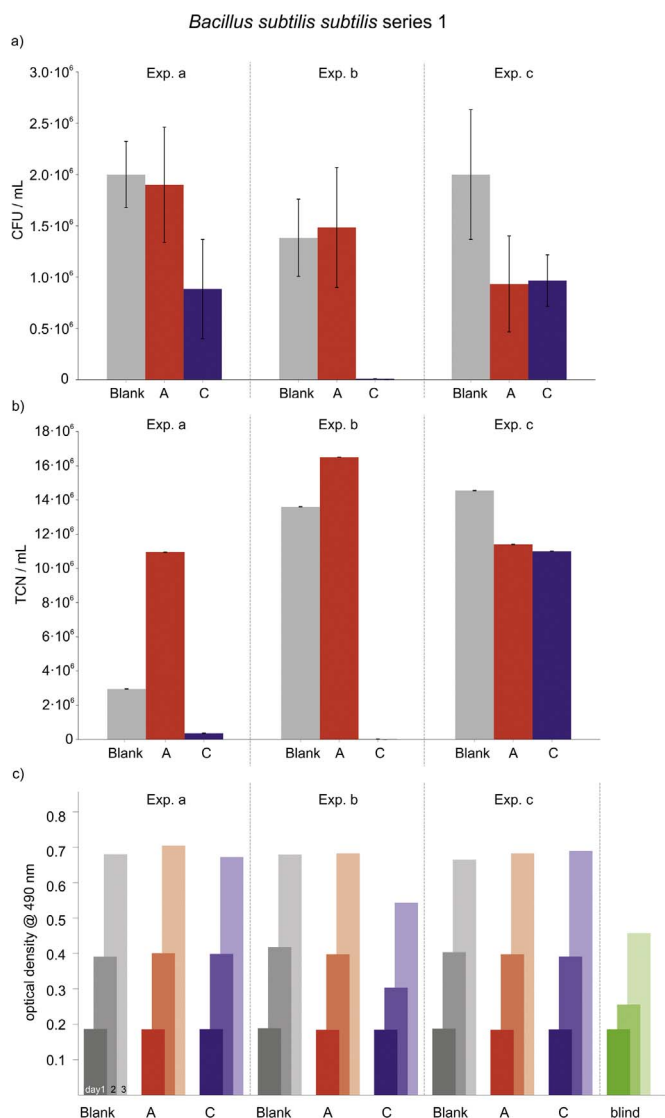 Bacillus subtilis subtilis series 1
a)
Exp. a Exp. b Exp. c
3.0·10⁶
2.5·10⁶
2.0·10⁶
1.5·10⁶
1.0·10⁶
0.5·10⁶
0
CFU / mL
Blank A C Blank A C Blank A C
b)
Exp. a Exp. b Exp. c
18·10⁶
16·10⁶
14·10⁶
12·10⁶
10·10⁶
8·10⁶
6·10⁶
4·10⁶
2·10⁶
0
TCN / mL
Blank A C Blank A C Blank A C
c)
Exp. a Exp. b Exp. c
0.8
0.7
0.6
0.5
0.4
0.3
0.2
0.1
optical density @ 490 nm
day1 2 3
Blank A C Blank A C Blank A C blind